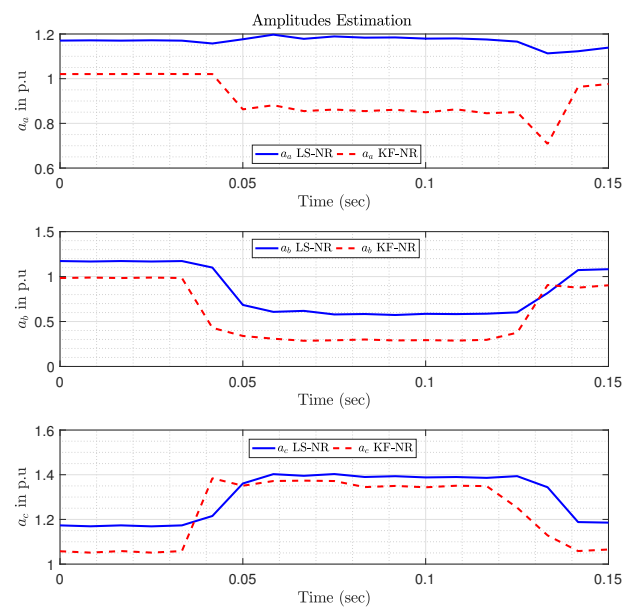 Amplitudes Estimation
1.2
1
0.8
0.6
a_a in p.u
a_a LS-NR a_a KF-NR
0 0.05 0.1 0.15
Time (sec)
1.5
1
0.5
0
a_b in p.u
a_b LS-NR a_b KF-NR
0 0.05 0.1 0.15
Time (sec)
1.6
1.4
1.2
1
a_c in p.u
a_c LS-NR a_c KF-NR
0 0.05 0.1 0.15
Time (sec)